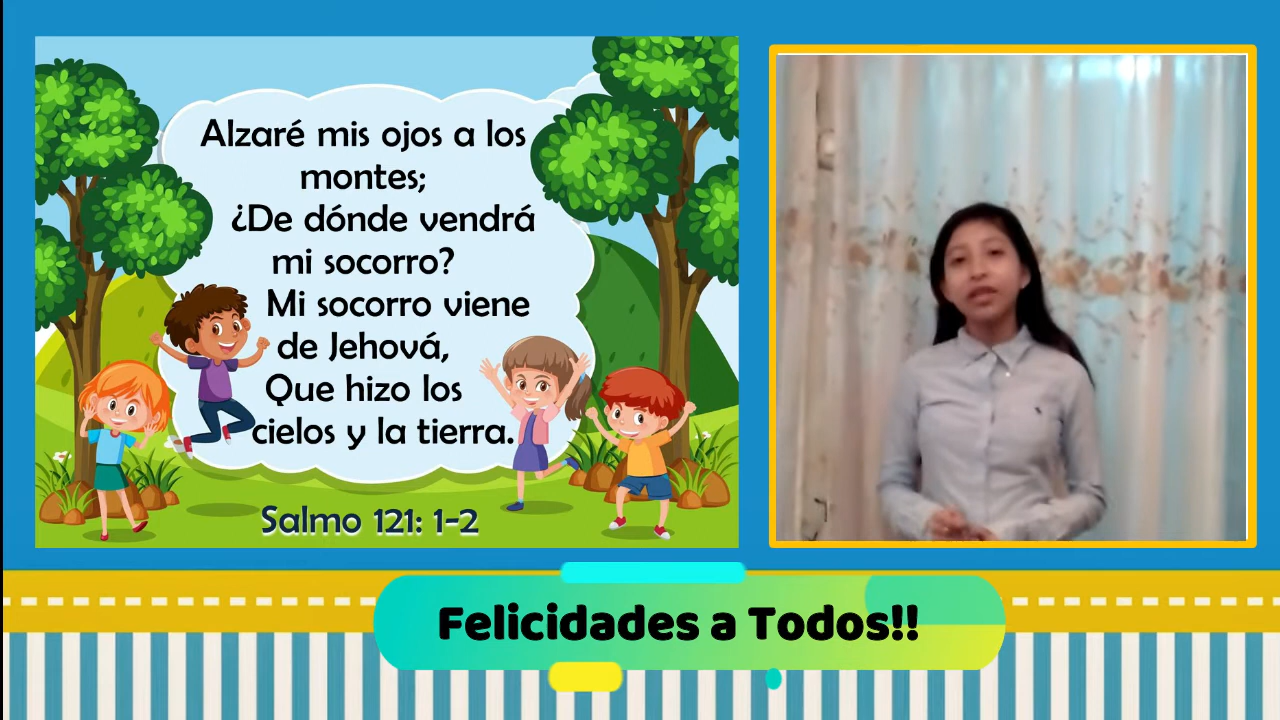 Alzaré mis ojos a los
montes;
¿De dónde vendrá
mi socorro?
Mi socorro viene
de Jehová,
Que hizo los
cielos y la tierra.
Salmo 121: 1-2
Felicidades a Todos!!